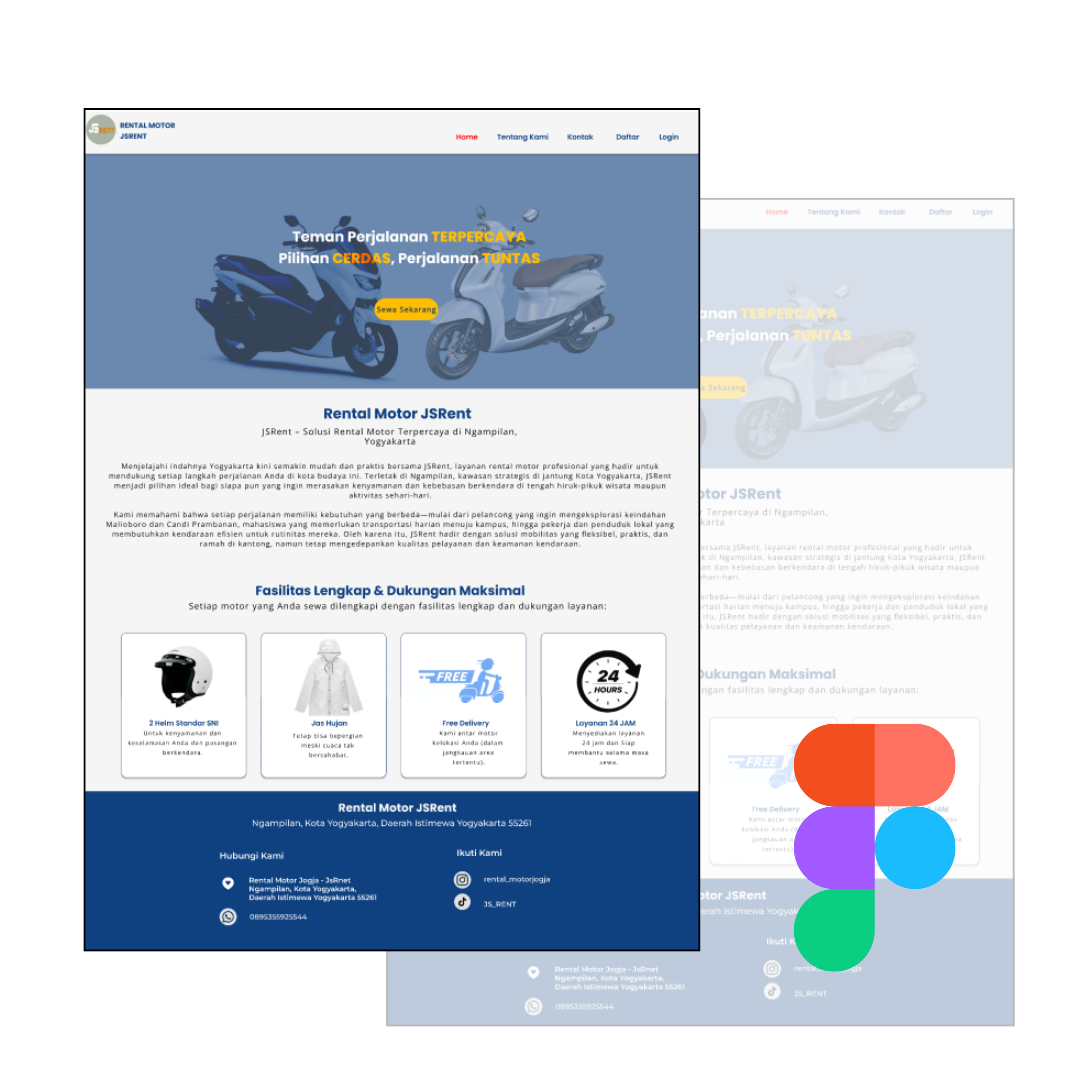 JS RENT
RENTAL MOTOR
JSRENT
Home Tentang Kami Kontak Daftar Login
Teman Perjalanan TERPERCAYA
Pilihan CERDAS, Perjalanan TUNTAS
Sewa Sekarang
Rental Motor JSRent
JSRent – Solusi Rental Motor Terpercaya di Ngampilan,
Yogyakarta
Menjelajahi indahnya Yogyakarta kini semakin mudah dan praktis bersama JSRent, layanan rental motor profesional yang hadir untuk
mendukung setiap langkah perjalanan Anda di kota budaya ini. Terletak di Ngampilan, kawasan strategis di jantung Kota Yogyakarta, JSRent
menjadi pilihan ideal bagi siapa pun yang ingin merasakan kenyamanan dan kebebasan berkendara di tengah hiruk-pikuk wisata maupun
aktivitas sehari-hari.
Kami memahami bahwa setiap perjalanan memiliki kebutuhan yang berbeda—mulai dari pelancong yang ingin mengeksplorasi keindahan
Malioboro dan Candi Prambanan, mahasiswa yang memerlukan transportasi harian menuju kampus, hingga pekerja dan penduduk lokal yang
membutuhkan kendaraan efisien untuk rutinitas mereka. Oleh karena itu, JSRent hadir dengan solusi mobilitas yang fleksibel, praktis, dan
ramah di kantong, namun tetap mengedepankan kualitas pelayanan dan keamanan kendaraan.
Fasilitas Lengkap & Dukungan Maksimal
Setiap motor yang Anda sewa dilengkapi dengan fasilitas lengkap dan dukungan layanan:
2 Helm Standar SNI
Untuk kenyamanan dan
keselamatan Anda dan pasangan
berkendara.
Jas Hujan
Tetap bisa bepergian
meski cuaca tak
bersahabat.
FREE
Free Delivery
Kami antar motor
kelokasi Anda (dalam
jangkauan area
tertentu).
24
HOURS
Layanan 24 JAM
Menyediakan layanan
24 jam dan Siap
membantu selama masa
sewa.
Rental Motor JSRent
Ngampilan, Kota Yogyakarta, Daerah Istimewa Yogyakarta 55261
Hubungi Kami
Rental Motor Jogja - JsRnet
Ngampilan, Kota Yogyakarta,
Daerah Istimewa Yogyakarta 55261
0895355925544
Ikuti Kami
rental_motorjogja
JS_RENT
Home Tentang Kami Kontak Daftar Login
anan TERPERCAYA
, Perjalanan TUNTAS
Sekarang
otor JSRent
Terpercaya di Ngampilan,
karta
ersama JSRent, layanan rental motor profesional yang hadir untuk
k di Ngampilan, kawasan strategis di jantung Kota Yogyakarta, JSRent
an dan kebebasan berkendara di tengah hiruk-pikuk wisata maupun
ehari-hari.
erbeda—mulai dari pelancong yang ingin mengeksplorasi keindahan
rtasi harian menuju kampus, hingga pekerja dan penduduk lokal yang
itu, JSRent hadir dengan solusi mobilitas yang fleksibel, praktis, dan
kualitas pelayanan dan keamanan kendaraan.
Dukungan Maksimal
ngan fasilitas lengkap dan dukungan layanan:
FREE
Free Delivery
Kami antar mot
kelokasi Anda (d
jangkauan a
tertentu).
JAM
otor JSRent
erah Istimewa Yogyak
Ikuti K
Rental Motor Jogja - JsRnet
Ngampilan, Kota Yogyakarta,
Daerah Istimewa Yogyakarta 55261
0895355925544
rental_motorjogja
JS_RENT